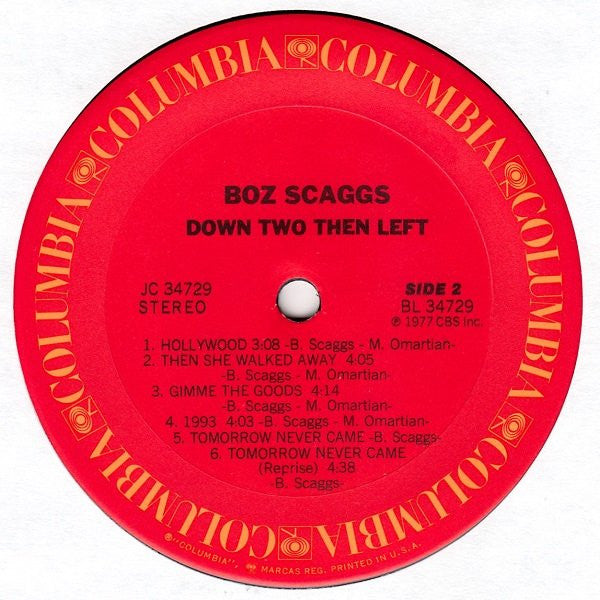 COLUMBIA COLUMBIA COLUMBIA COLUMBIA COLUMBIA COLUMBIA COLUMBIA
BOZ SCAGGS
DOWN TWO THEN LEFT
JC 34729 SIDE 2
STEREO BL 34729
℗ 1977 CBS Inc.
1. HOLLYWOOD 3:08 -B. Scaggs - M. Omartian-
2. THEN SHE WALKED AWAY 4:05
-B. Scaggs - M. Omartian-
3. GIMME THE GOODS 4:14
-B. Scaggs - M. Omartian-
4. 1993 4:03 -B. Scaggs - M. Omartian-
5. TOMORROW NEVER CAME -B. Scaggs-
6. TOMORROW NEVER CAME
(Reprise) 4:38
-B. Scaggs-
®"COLUMBIA", MARCAS REG. PRINTED IN U.S.A.